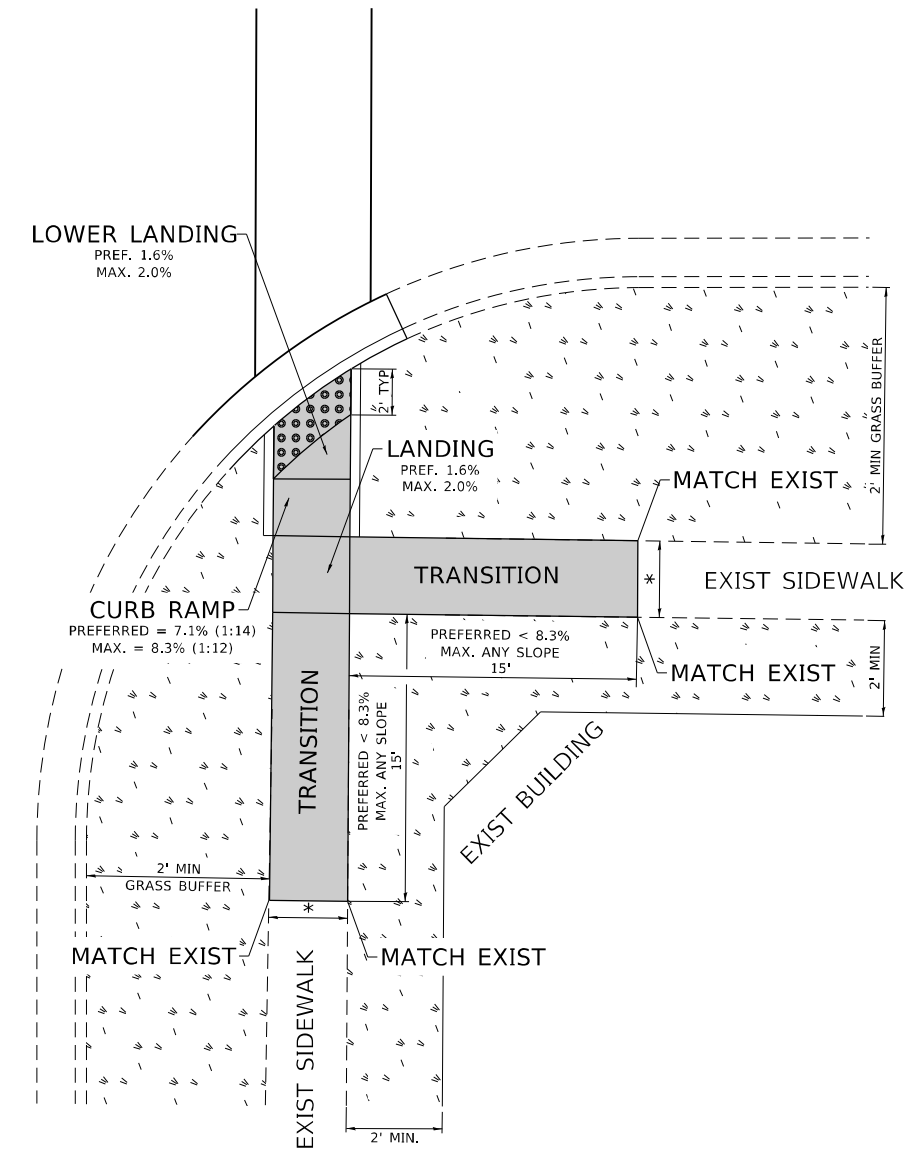 LOWER LANDING
PREF. 1.6%
MAX. 2.0%
2' TYP
LANDING
PREF. 1.6%
MAX. 2.0%
2' MIN GRASS BUFFER
MATCH EXIST
TRANSITION
*
EXIST SIDEWALK
CURB RAMP
PREFERRED = 7.1% (1:14)
MAX. = 8.3% (1:12)
PREFERRED < 8.3%
MAX. ANY SLOPE
15'
MATCH EXIST
2' MIN
TRANSITION
PREFERRED < 8.3%
MAX. ANY SLOPE
15'
EXIST BUILDING
2' MIN
GRASS BUFFER
*
MATCH EXIST
MATCH EXIST
EXIST SIDEWALK
2' MIN.